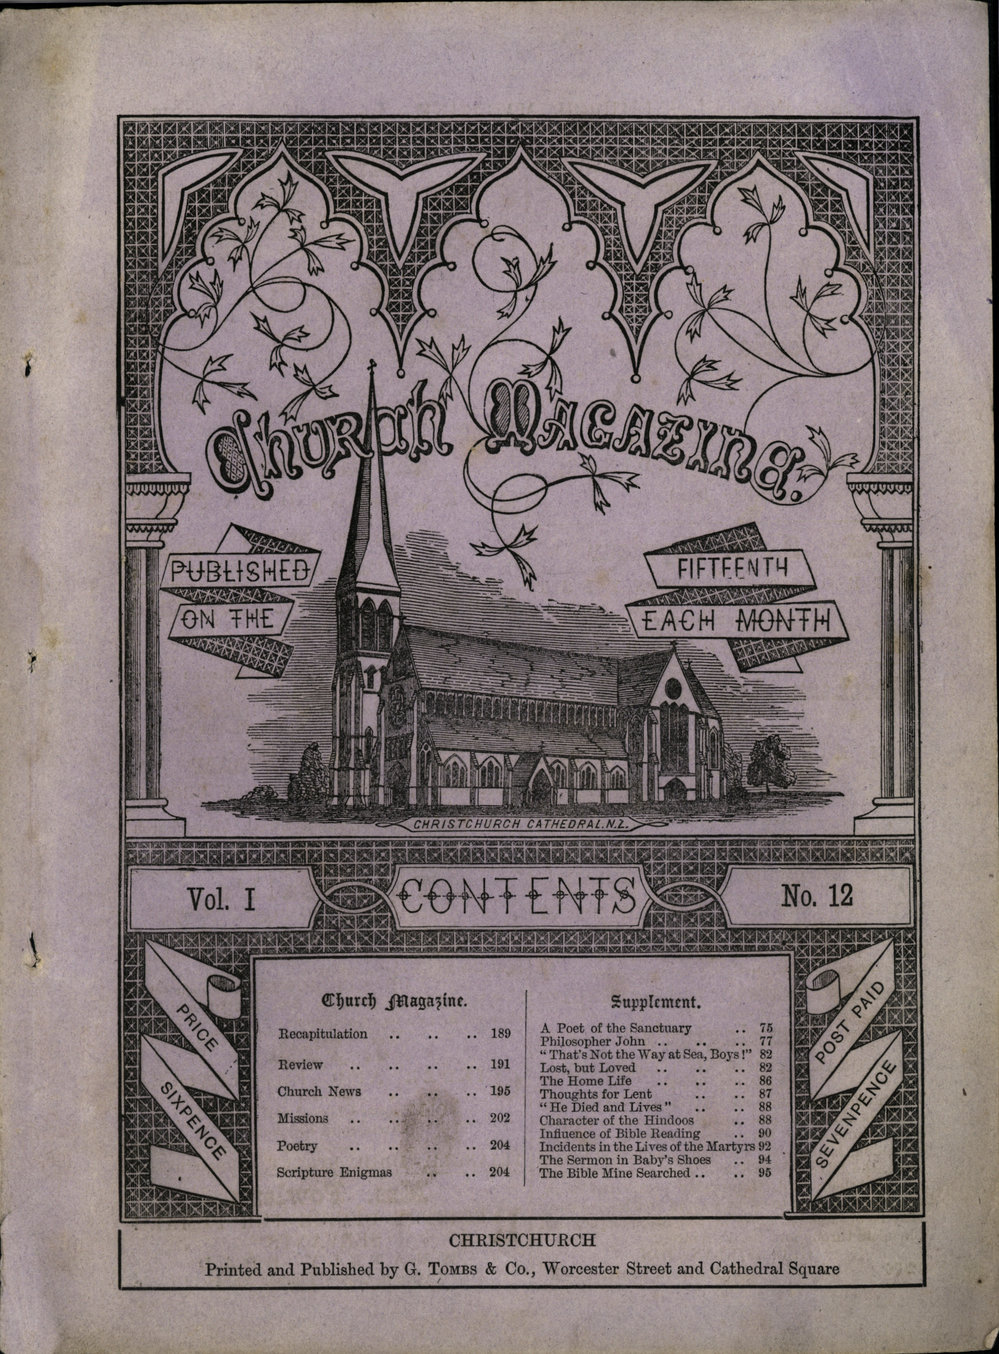 Church Magazine.
PUBLISHED
ON THE
FIFTEENTH
EACH MONTH
CHRISTCHURCH CATHEDRAL. N.Z.
Vol. I
CONTENTS
No. 12
PRICE
SIXPENCE
Church Magazine.
Recapitulation .. .. .. 189
Review .. .. .. .. 191
Church News .. .. .. 195
Missions .. .. .. .. 202
Poetry .. .. .. .. 204
Scripture Enigmas .. .. 204
Supplement.
A Poet of the Sanctuary .. 75
Philosopher John .. .. .. 77
"That's Not the Way at Sea, Boys!" 82
Lost, but Loved .. .. .. 82
The Home Life .. .. .. 86
Thoughts for Lent .. .. 87
"He Died and Lives" .. .. 88
Character of the Hindoos .. 88
Influence of Bible Reading .. 90
Incidents in the Lives of the Martyrs 92
The Sermon in Baby's Shoes .. 94
The Bible Mine Searched .. .. 95
POST PAID
SEVENPENCE
CHRISTCHURCH
Printed and Published by G. TOMBS & Co., Worcester Street and Cathedral Square